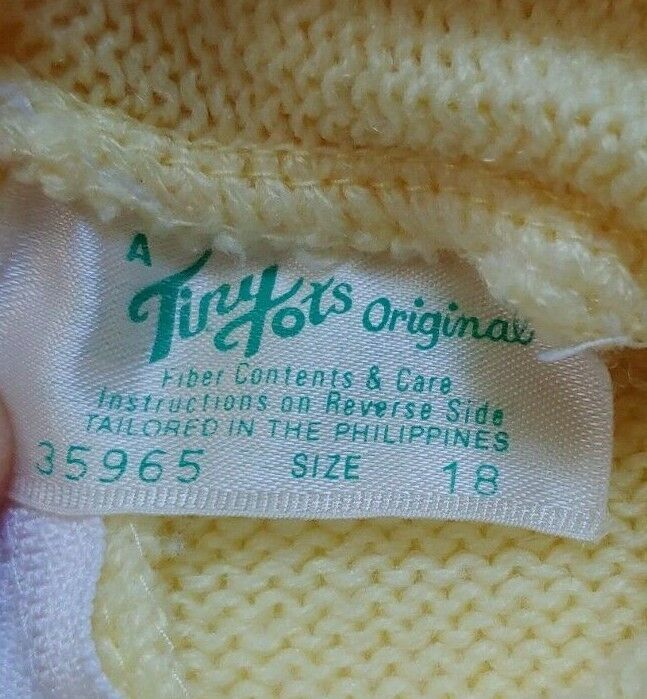 A
Tiny Tots Original
Fiber Contents & Care
Instructions on Reverse Side
TAILORED IN THE PHILIPPINES
35965 SIZE 18